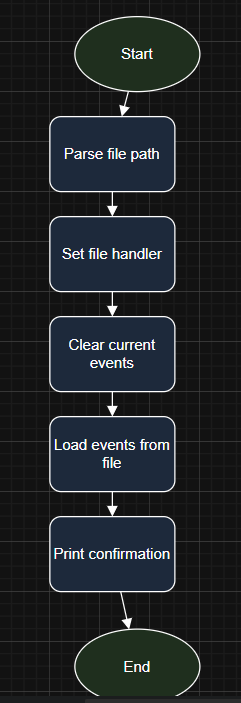 Start
Parse file path
Set file handler
Clear current
events
Load events from
file
Print confirmation
End